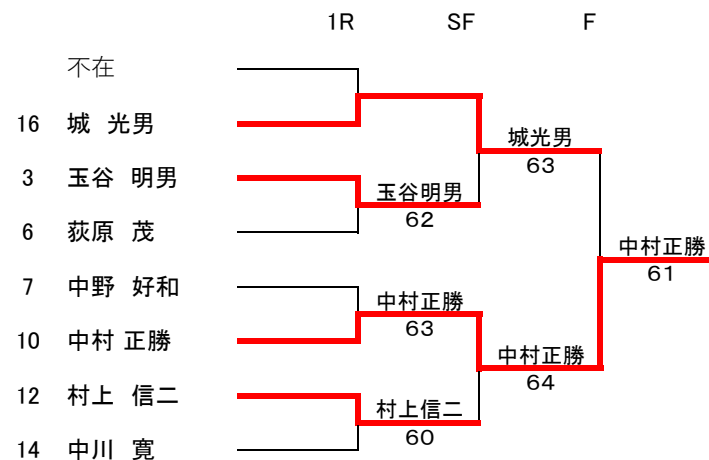 1R SF F
不在
16 城 光男
城光男
63
3 玉谷 明男
玉谷明男
62
6 荻原 茂
中村正勝
61
7 中野 好和
中村正勝
63
10 中村 正勝
中村正勝
64
12 村上 信二
村上信二
60
14 中川 寛